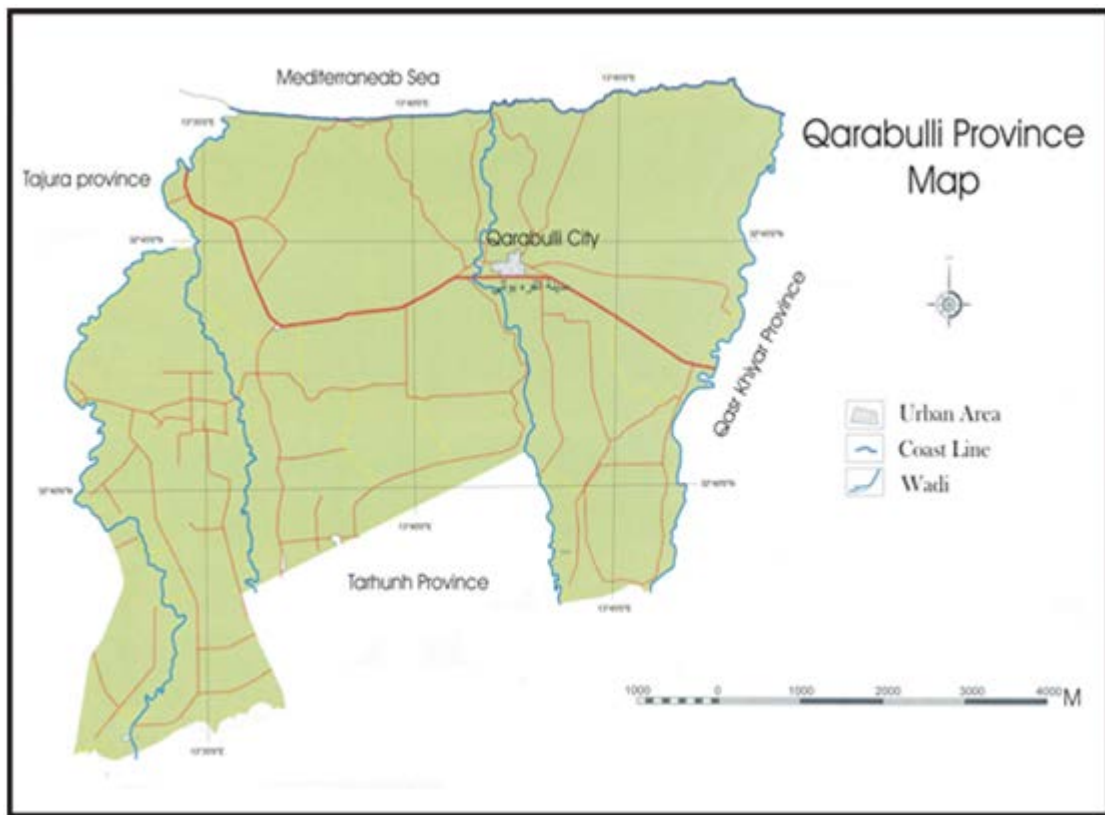 Mediterraneab Sea
Qarabulli Province
Map
Tajura province
Qarabulli City
Qasr Khiyar Province
Urban Area
Coast Line
Wadi
Tarhunh Province
1000 0 1000 2000 3000 4000 M